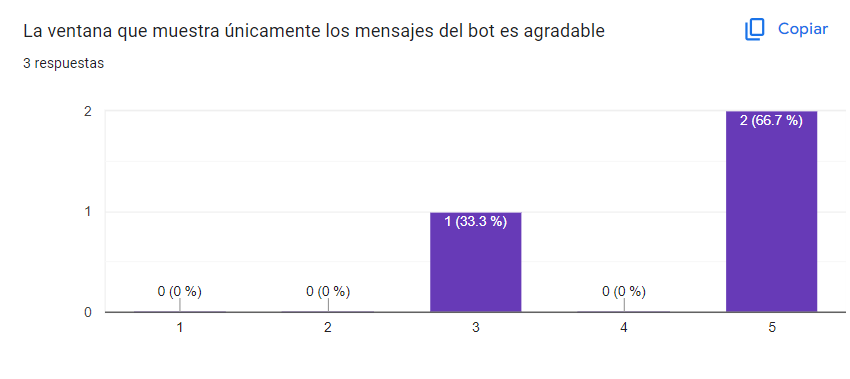 La ventana que muestra únicamente los mensajes del bot es agradable
Copiar
3 respuestas
2
2 (66.7 %)
1
1 (33.3 %)
0 (0 %)
0 (0 %)
0 (0 %)
0
1
2
3
4
5